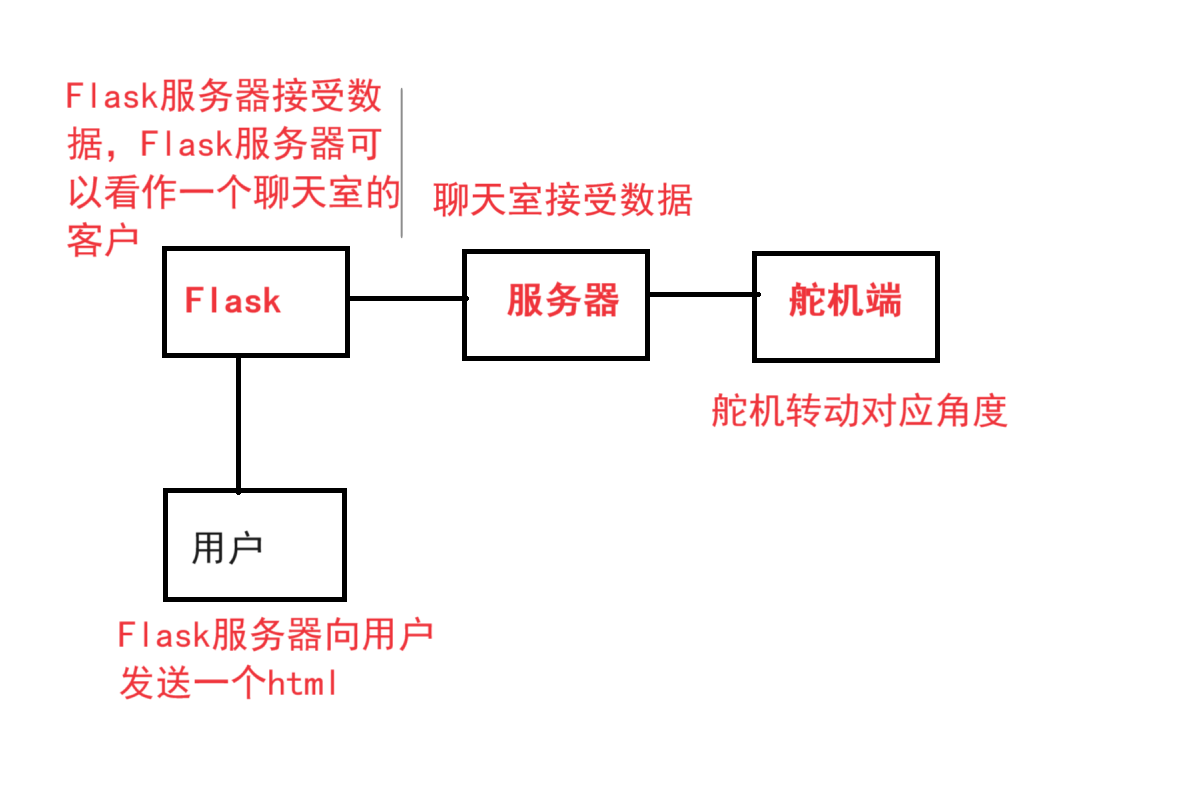 Flask服务器接受数
据，Flask服务器可
以看作一个聊天室的
客户
聊天室接受数据
Flask
服务器
舵机端
舵机转动对应角度
用户
Flask服务器向用户
发送一个html